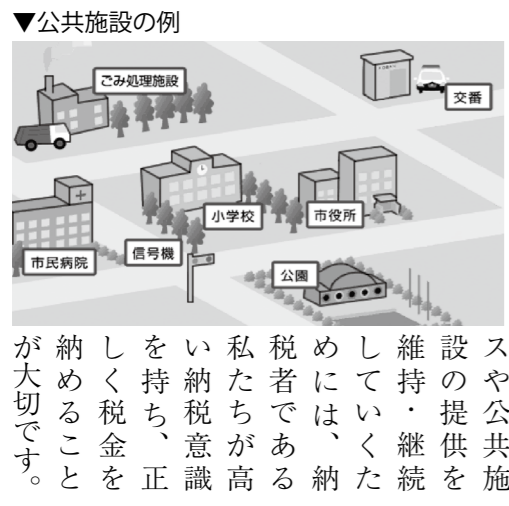 ▼公共施設の例
ごみ処理施設
交番
小学校
市役所
市民病院
信号機
公園
スや公共施
設の提供を
維持・継続
していくた
めには、納
税者である
私たちが高
い納税意識
を持ち、正
しく税金を
納めること
が大切です。